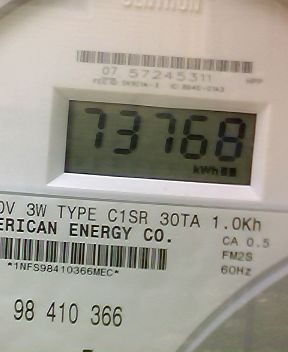 CENTRON
07 57245311
73768
kWh
0V 3W TYPE C1SR 30TA 1.0Kh
ERICAN ENERGY CO.
CA 0.5
FM2S
*1NFS98410366MEC*
60Hz
98 410 366